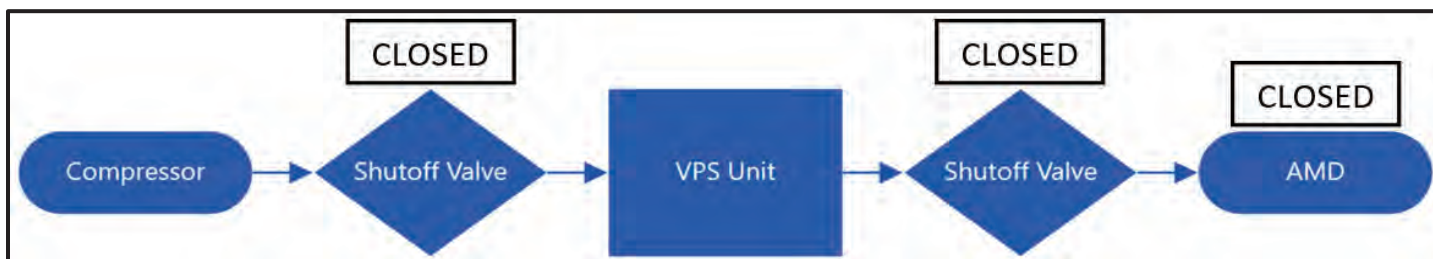 CLOSED
CLOSED
CLOSED
Compressor
Shutoff Valve
VPS Unit
Shutoff Valve
AMD